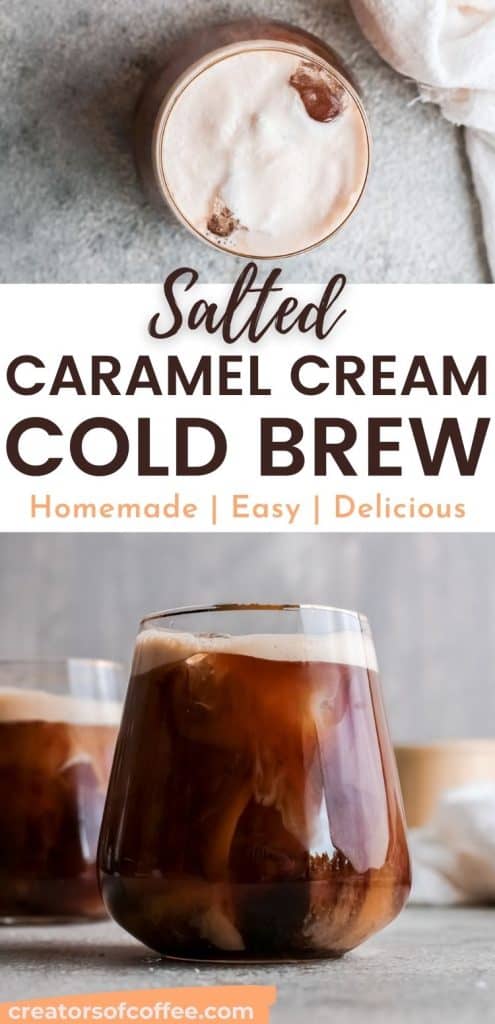 Salted
CARAMEL CREAM
COLD BREW
Homemade | Easy | Delicious
creatorsofcoffee.com